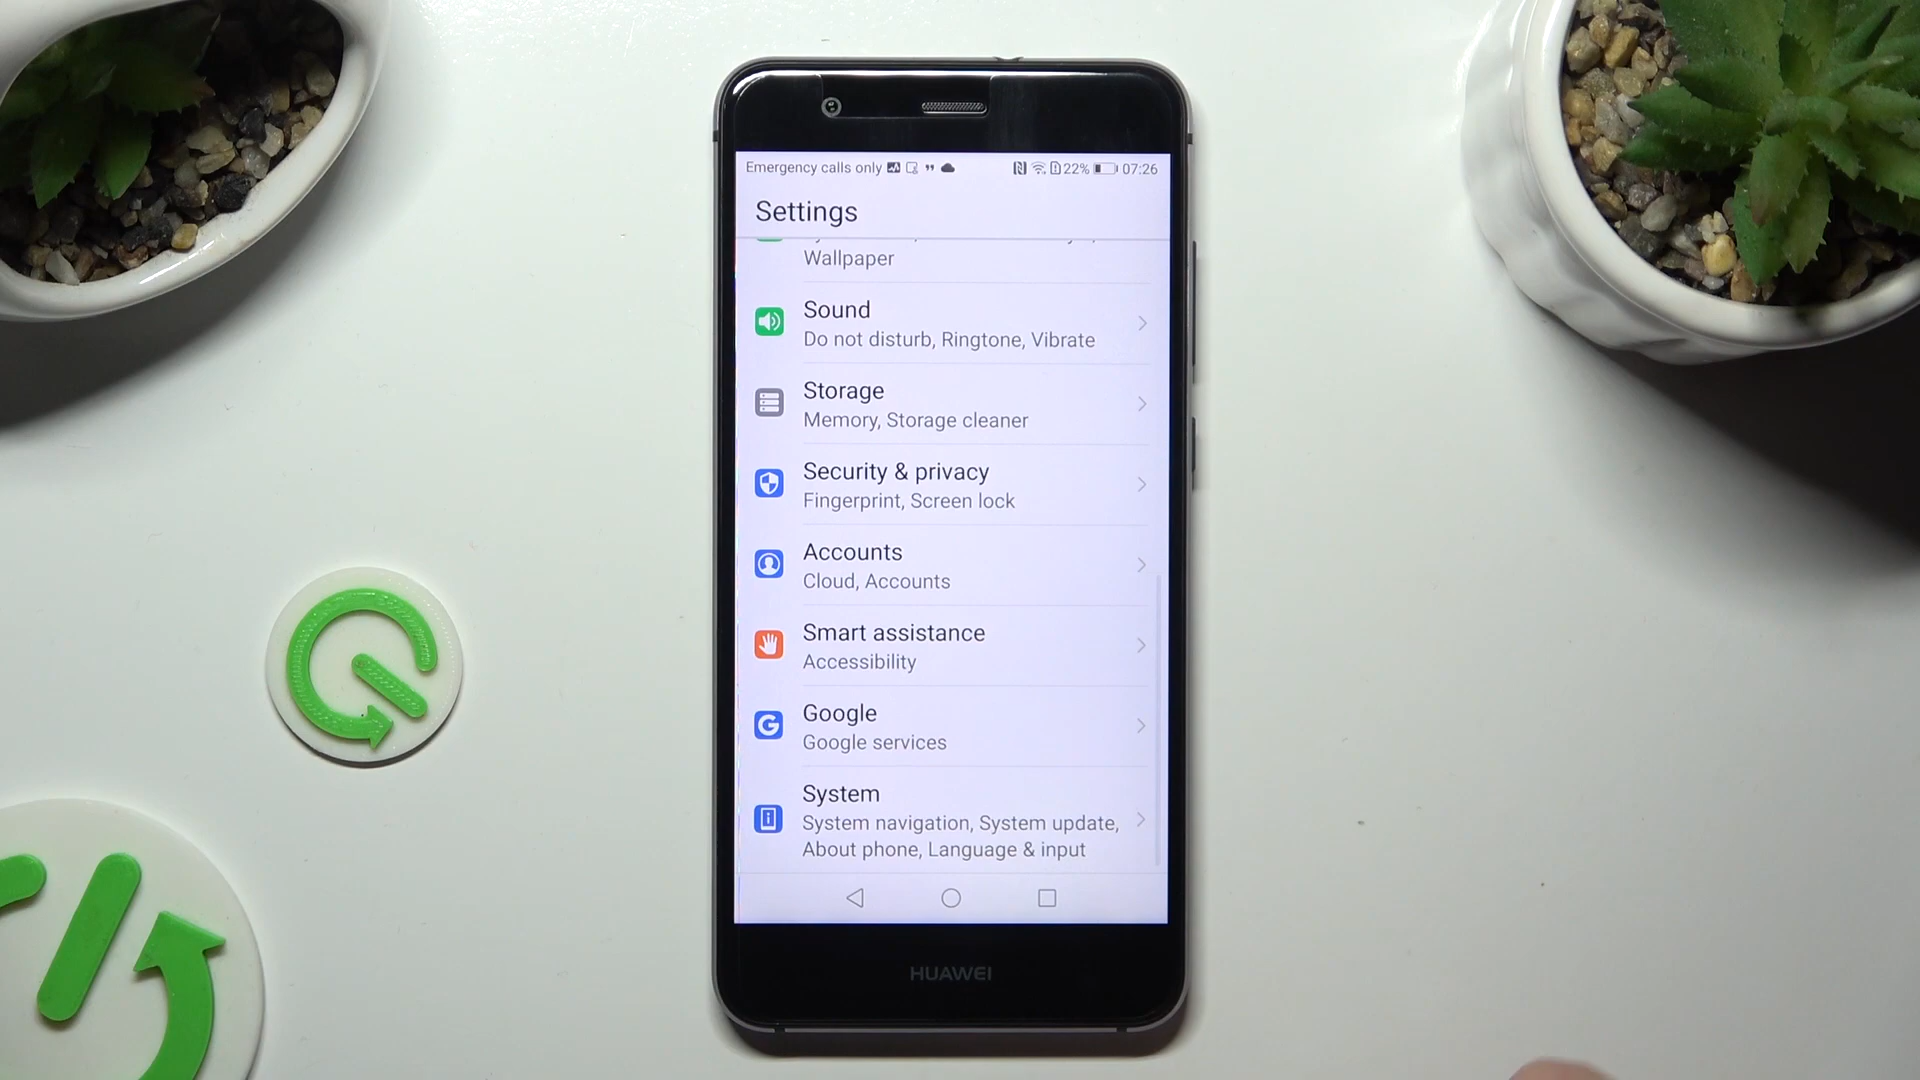 Emergency calls only 22% 07:26
Settings
Wallpaper
Sound
Do not disturb, Ringtone, Vibrate
Storage
Memory, Storage cleaner
Security & privacy
Fingerprint, Screen lock
Accounts
Cloud, Accounts
Smart assistance
Accessibility
Google
Google services
System
System navigation, System update,
About phone, Language & input
HUAWEI